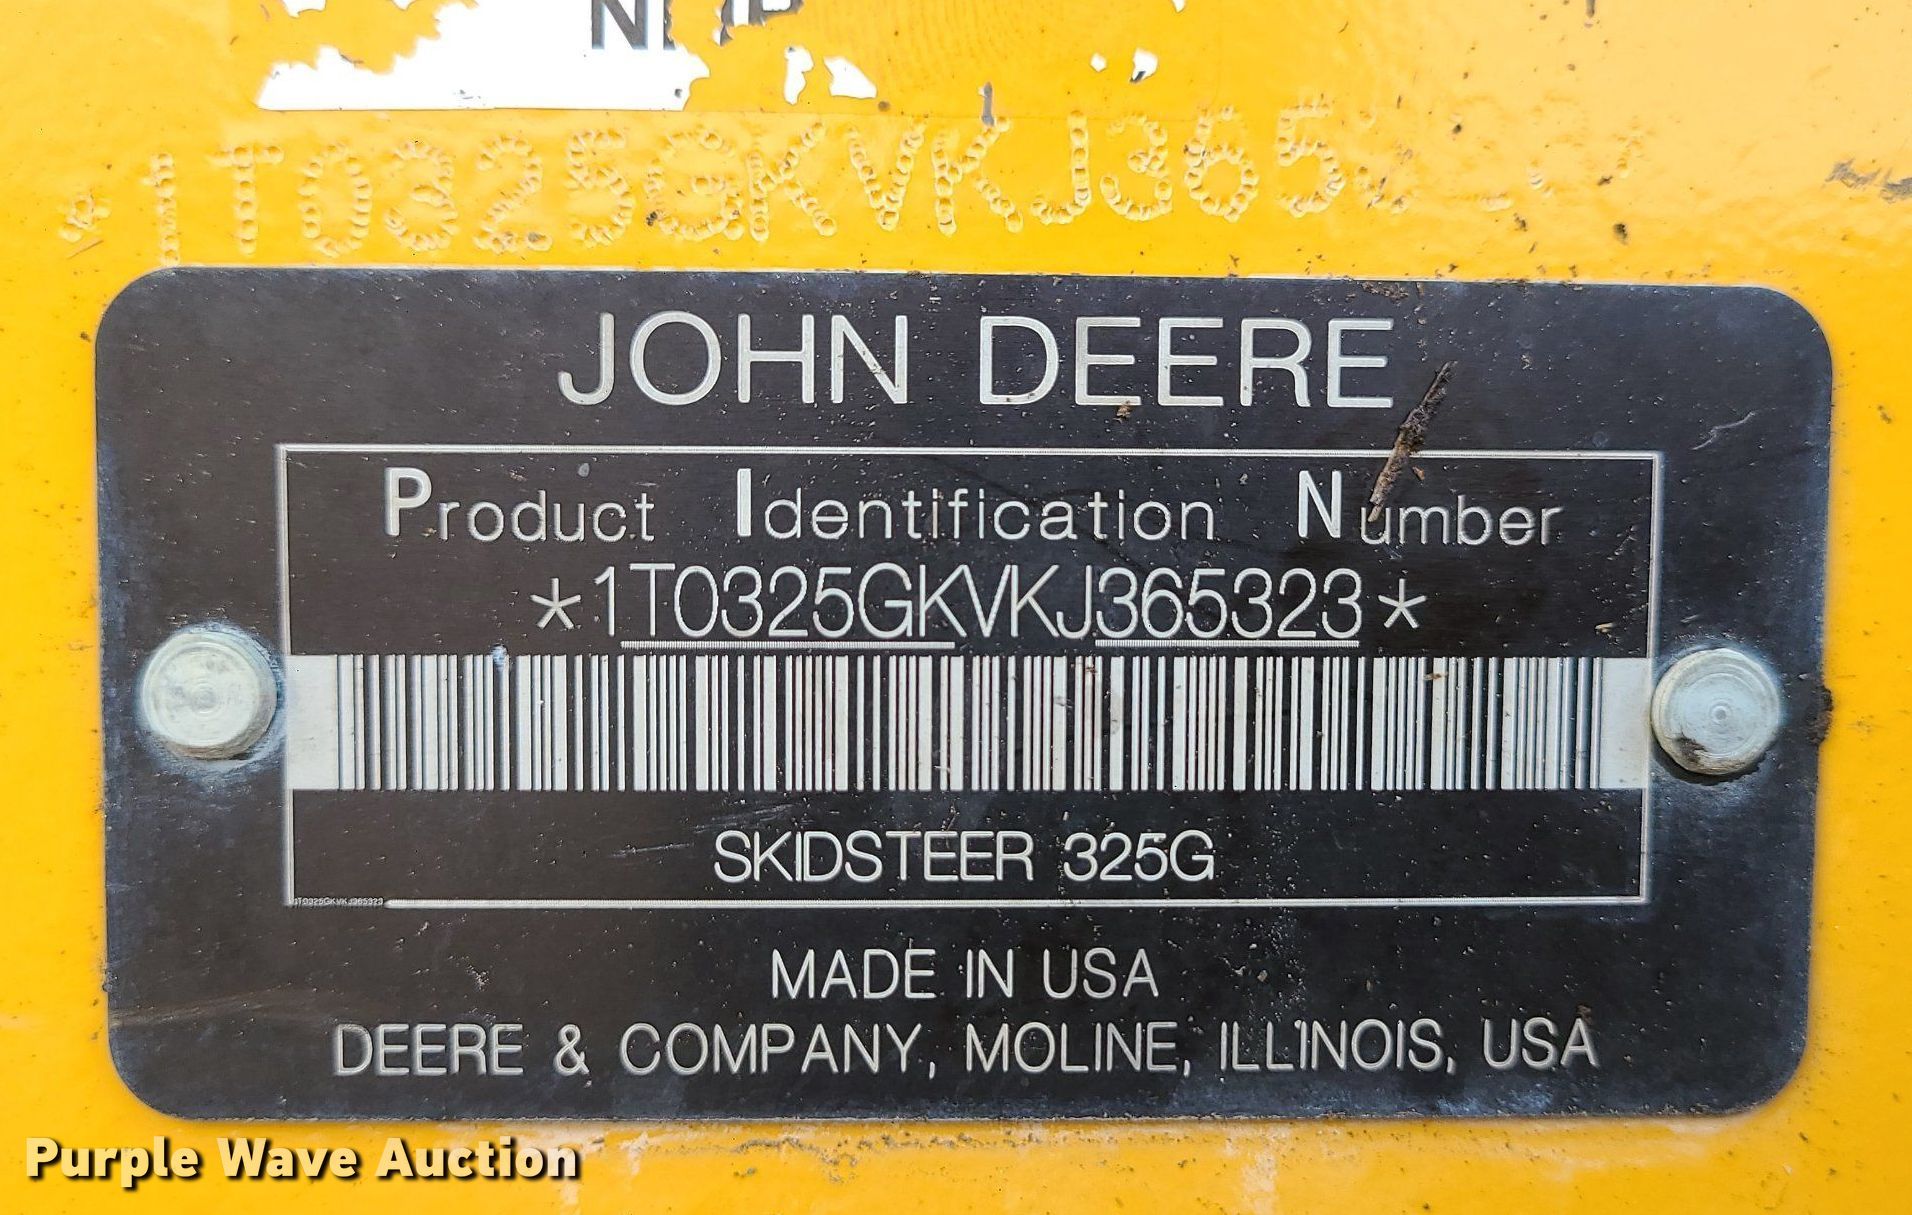 *1T0325GKVKJ365
JOHN DEERE
Product Identification Number
*1T0325GKVKJ365323*
SKIDSTEER 325G
1T0325GKVKJ365323
MADE IN USA
DEERE & COMPANY, MOLINE, ILLINOIS, USA
Purple Wave Auction